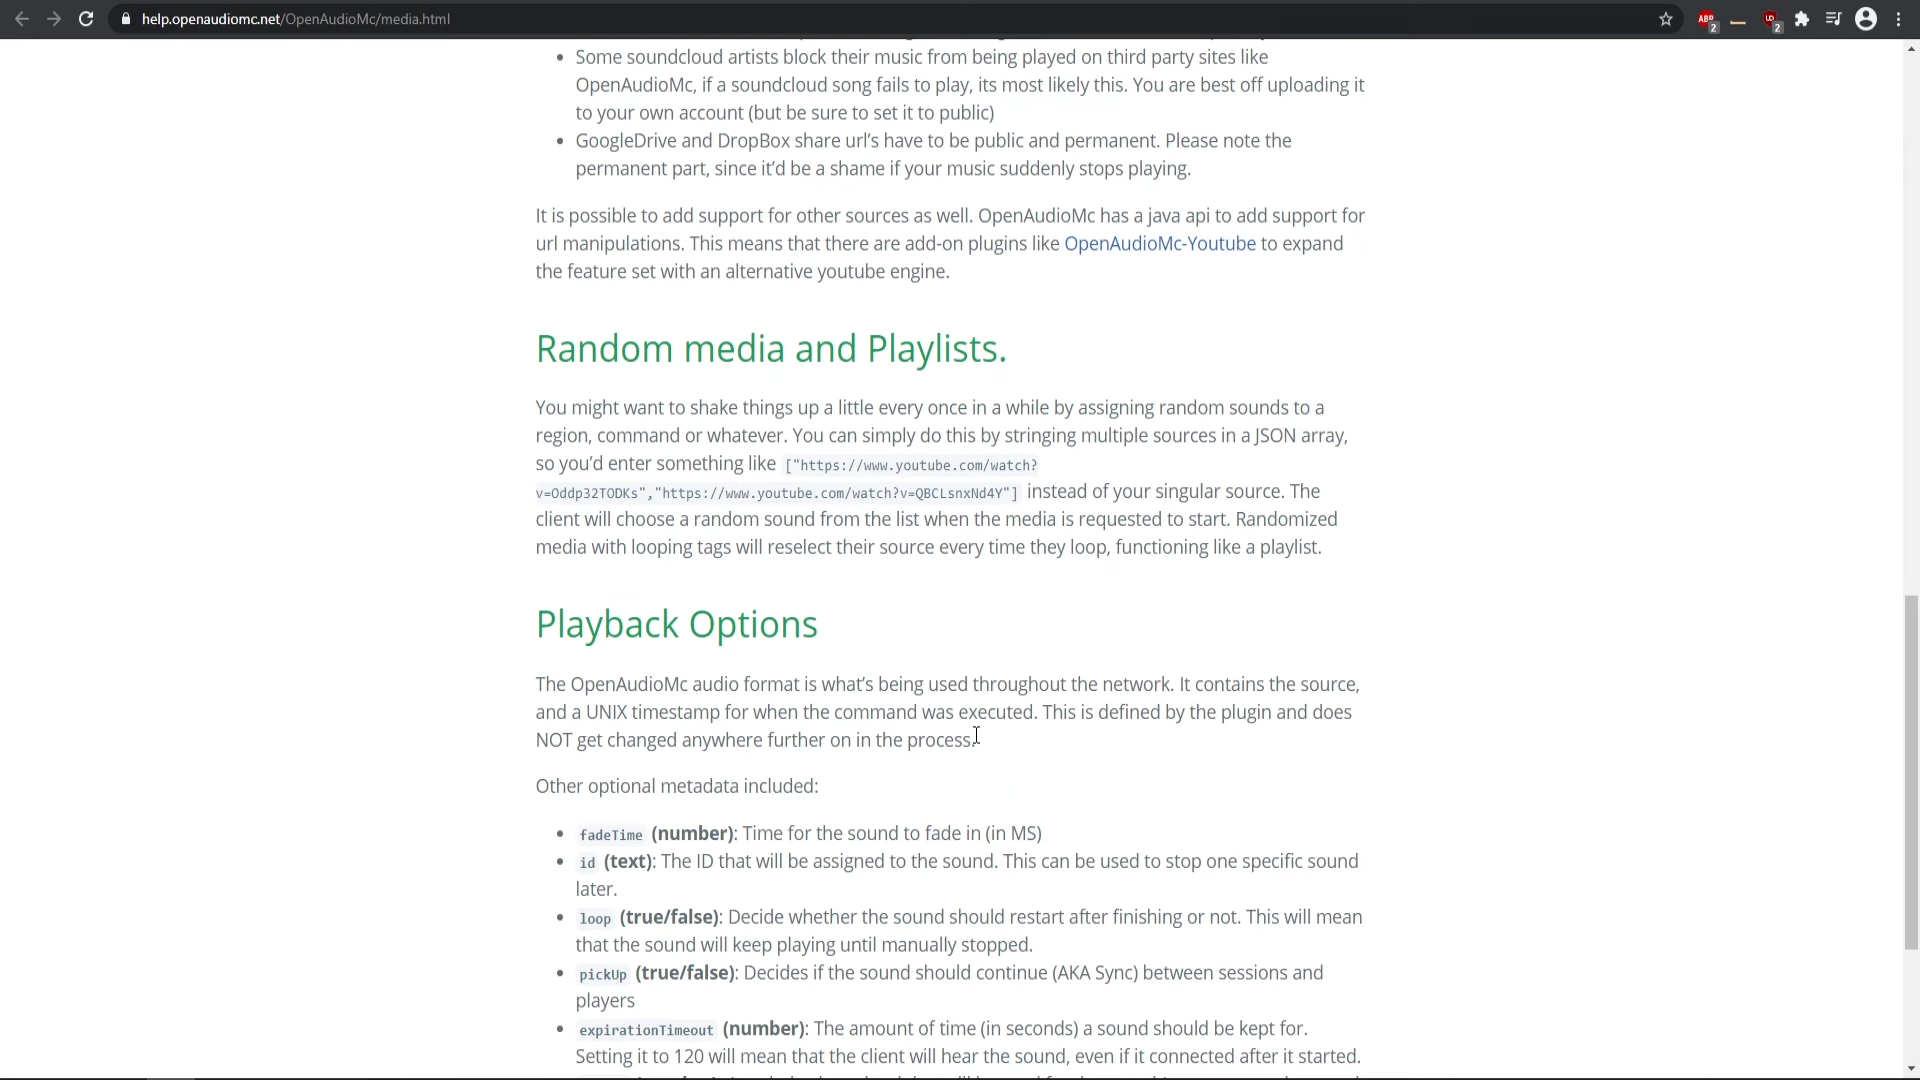 help.openaudiomc.net/OpenAudioMc/media.html
ABP
2
UD
2
• Some soundcloud artists block their music from being played on third party sites like
OpenAudioMc, if a soundcloud song fails to play, its most likely this. You are best off uploading it
to your own account (but be sure to set it to public)
• GoogleDrive and DropBox share url's have to be public and permanent. Please note the
permanent part, since it'd be a shame if your music suddenly stops playing.
It is possible to add support for other sources as well. OpenAudioMc has a java api to add support for
url manipulations. This means that there are add-on plugins like OpenAudioMc-Youtube to expand
the feature set with an alternative youtube engine.
Random media and Playlists.
You might want to shake things up a little every once in a while by assigning random sounds to a
region, command or whatever. You can simply do this by stringing multiple sources in a JSON array,
so you'd enter something like ["https://www.youtube.com/watch?
v=Oddp32TODKs","https://www.youtube.com/watch?v=QBCLsnxNd4Y"] instead of your singular source. The
client will choose a random sound from the list when the media is requested to start. Randomized
media with looping tags will reselect their source every time they loop, functioning like a playlist.
Playback Options
The OpenAudioMc audio format is what's being used throughout the network. It contains the source,
and a UNIX timestamp for when the command was executed. This is defined by the plugin and does
NOT get changed anywhere further on in the process.
Other optional metadata included:
• fadeTime (number): Time for the sound to fade in (in MS)
• id (text): The ID that will be assigned to the sound. This can be used to stop one specific sound
later.
• loop (true/false): Decide whether the sound should restart after finishing or not. This will mean
that the sound will keep playing until manually stopped.
• pickUp (true/false): Decides if the sound should continue (AKA Sync) between sessions and
players
• expirationTimeout (number): The amount of time (in seconds) a sound should be kept for.
Setting it to 120 will mean that the client will hear the sound, even if it connected after it started.